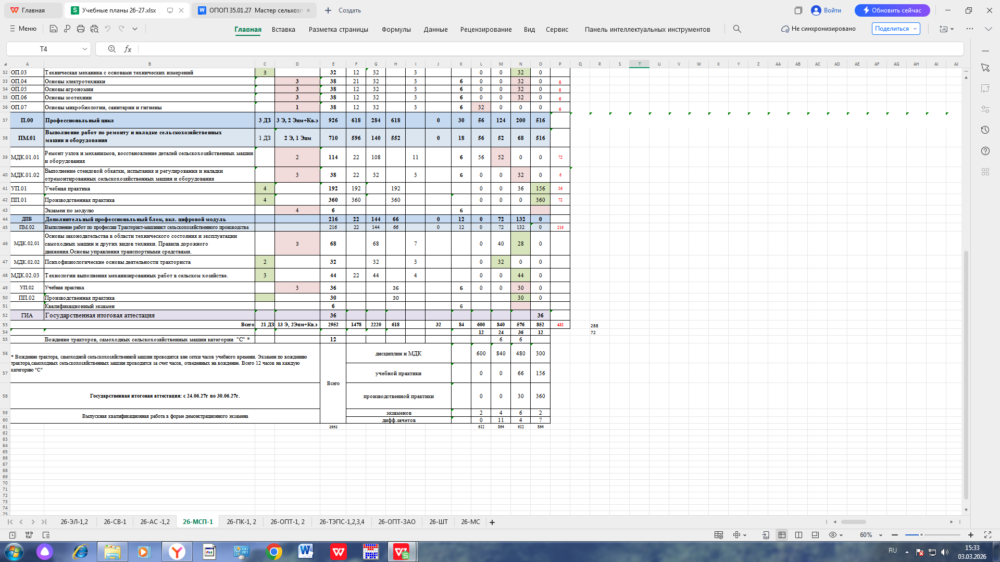 Главная
Учебные планы 26-27.xlsx
ОПОП 35.01.27 Мастер сельхозп
Создать
Войти
Обновить сейчас
Меню
Главная Вставка Разметка страницы Формулы Данные Рецензирование Вид Сервис Панель интеллектуальных инструментов
Не синхронизировано
Поделиться
T4
fx
A B C D E F G H I J K L M N O P Q R S T U V W X Y Z AA AB AC AD AE AF AG AH AI AJ
32 ОП.03 Техническая механика с основами технических измерений 3 32 12 32 3 0 0 32 0
33 ОП.04 Основы электротехники 3 38 21 32 3 6 0 0 32 0 6
34 ОП.05 Основы агрономии 3 38 12 32 3 6 0 0 32 0 6
35 ОП.06 Основы зоотехнии 3 38 12 32 3 6 0 0 32 0 6
36 ОП.07 Основы микробиологии, санитарии и гигиены 1 38 12 32 3 6 32 0 0 0 6
37 П.00 Профессиональный цикл 3 ДЗ 3 Э, 2 Эпм+Кв.э 926 618 284 618 0 30 56 124 200 516
38 ПМ.01 Выполнение работ по ремонту и наладке сельскохозяйственных
машин и оборудования 1 ДЗ 2 Э, 1 Эпм 710 596 140 552 0 18 56 52 68 516
39 МДК.01.01 Ремонт узлов и механизмов, восстановление деталей сельскохозяйственных машин
и оборудования 2 114 22 108 11 6 56 52 0 0 72
40 МДК.01.02 Выполнение стендовой обкатки, испытания и регулирования и наладки
отремонтированных сельскохозяйственных машин и оборудования 3 38 22 32 3 6 0 0 32 0 6
41 УП.01 Учебная практика 4 192 192 192 0 0 36 156 36
42 ПП.01 Производственная практика 4 360 360 360 0 0 0 360 72
43 Экзамен по модулю 4 6 6
44 ДПБ Дополнительный профессиональный блок, вкл. цифровой модуль 216 22 144 66 0 12 0 72 132 0
45 ПМ.02 Выполнение работ по профессии Тракторист-машинист сельскохозяйственного производства 216 22 144 66 0 12 0 72 132 0 216
46 МДК.02.01 Основы законодательства в области технического состояния и эксплуатации
самоходных машин и других видов техники. Правила дорожного
движения.Основы управления транспортными средствами. 3 68 68 7 0 40 28 0
47 МДК.02.02 Психофизиологические основы деятельности тракториста 2 32 32 3 0 32 0 0
48 МДК.02.03 Технологии выполнения механизированных работ в сельском хозяйстве. 3 44 22 44 4 0 0 44 0
49 УП.02 Учебная практика 3 36 36 6 0 0 30 0
50 ПП.02 Производственная практика 30 30 30 0
51 Квалификационный экзамен 6 6
52 ГИА Государственная итоговая аттестация 36 36
53 Всего 21 ДЗ 13 Э, 2Эпм+Кв.э 2952 1478 2220 618 32 84 600 840 576 852 432 288
54 12 24 36 12 72
55 Вождение тракторов, самоходных сельскохозяйственных машин категории "С" * 12 6 6
56 * Вождение трактора, самоходной сельскохозяйственной машин проводится вне сетки часов учебного времени. Экзамен по вождению
трактора,самоходных сельскохозяйственных машин проводится за счет часов, отведенных на вождение. Всего 12 часов на каждую
категорию "С"
дисциплин и МДК 600 840 480 300
57 учебной практики 0 0 66 156
Всего
58 Государственная итоговая аттестация: с 24.06.27г по 30.06.27г. производственной практики 0 0 30 360
59 Выпускная квалификационная работа в форме демонстрационного экзамена экзаменов 2 4 6 2
60 дифф.зачетов 0 11 4 7
61 2952 612 864 612 864
62
63
64
65
66
67
68
69
70
71
72
73
74
75
26-ЭЛ-1,2 26-СВ-1 26-АС -1,2 26-МСП-1 26-ПК-1, 2 26-ОПТ-1, 2 26-ТЭПС-1,2,3,4 26-ОПТ-ЗАО 26-ШТ 26-МС
60%
RU
15:33
03.03.2026